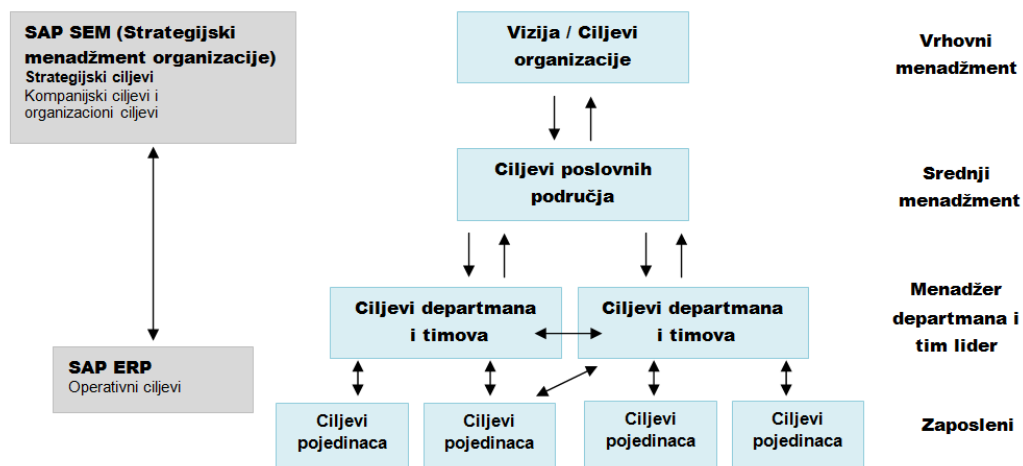 SAP SEM (Strategijski
menadžment organizacije)
Strategijski ciljevi
Kompanijski ciljevi i
organizacioni ciljevi
Vizija / Ciljevi
organizacije
Vrhovni
menadžment
Ciljevi poslovnih
područja
Srednji
menadžment
Ciljevi departmana
i timova
Ciljevi departmana
i timova
Menadžer
departmana i
tim lider
SAP ERP
Operativni ciljevi
Ciljevi
pojedinaca
Ciljevi
pojedinaca
Ciljevi
pojedinaca
Ciljevi
pojedinaca
Zaposleni